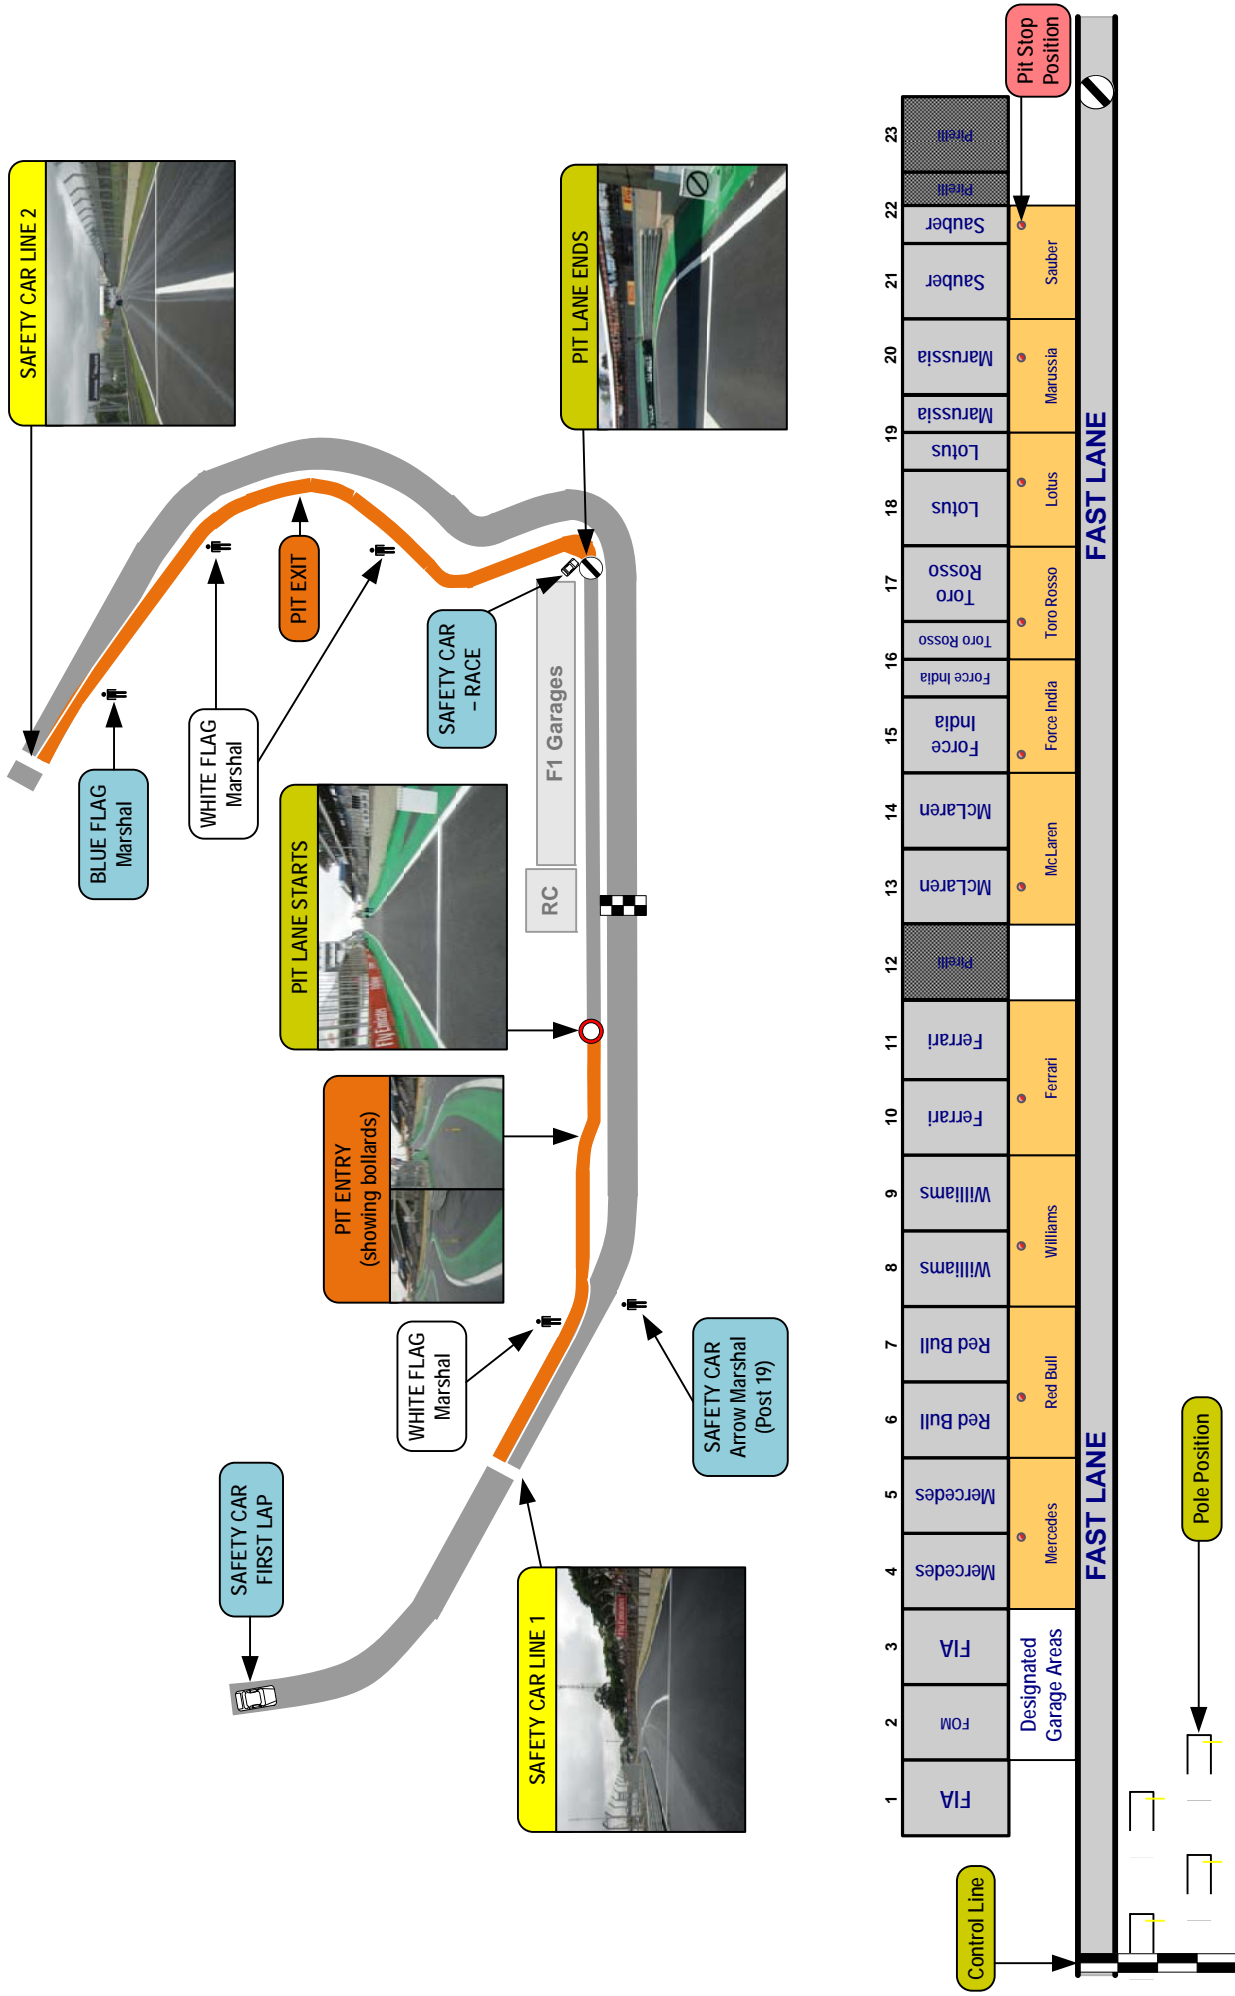 SAFETY CAR LINE 2
BLUE FLAG
Marshal
WHITE FLAG
Marshal
PIT EXIT
SAFETY CAR
– RACE
PIT LANE ENDS
PIT LANE STARTS
Fly Emirates
F1 Garages
RC
PIT ENTRY
(showing bollards)
WHITE FLAG
Marshal
SAFETY CAR
Arrow Marshal
(Post 19)
SAFETY CAR
FIRST LAP
SAFETY CAR LINE 1
1 2 3 4 5 6 7 8 9 10 11 12 13 14 15 16 17 18 19 20 21 22 23
FIA
FOM
FIA
Mercedes
Mercedes
Red Bull
Red Bull
Williams
Williams
Ferrari
Ferrari
Pirelli
McLaren
McLaren
Force
India
Force India
Toro Rosso
Toro
Rosso
Lotus
Lotus
Marussia
Marussia
Sauber
Sauber
Pirelli
Pirelli
Designated
Garage Areas
Mercedes
Red Bull
Williams
Ferrari
McLaren
Force India
Toro Rosso
Lotus
Marussia
Sauber
Pit Stop
Position
FAST LANE
FAST LANE
Control Line
Pole Position